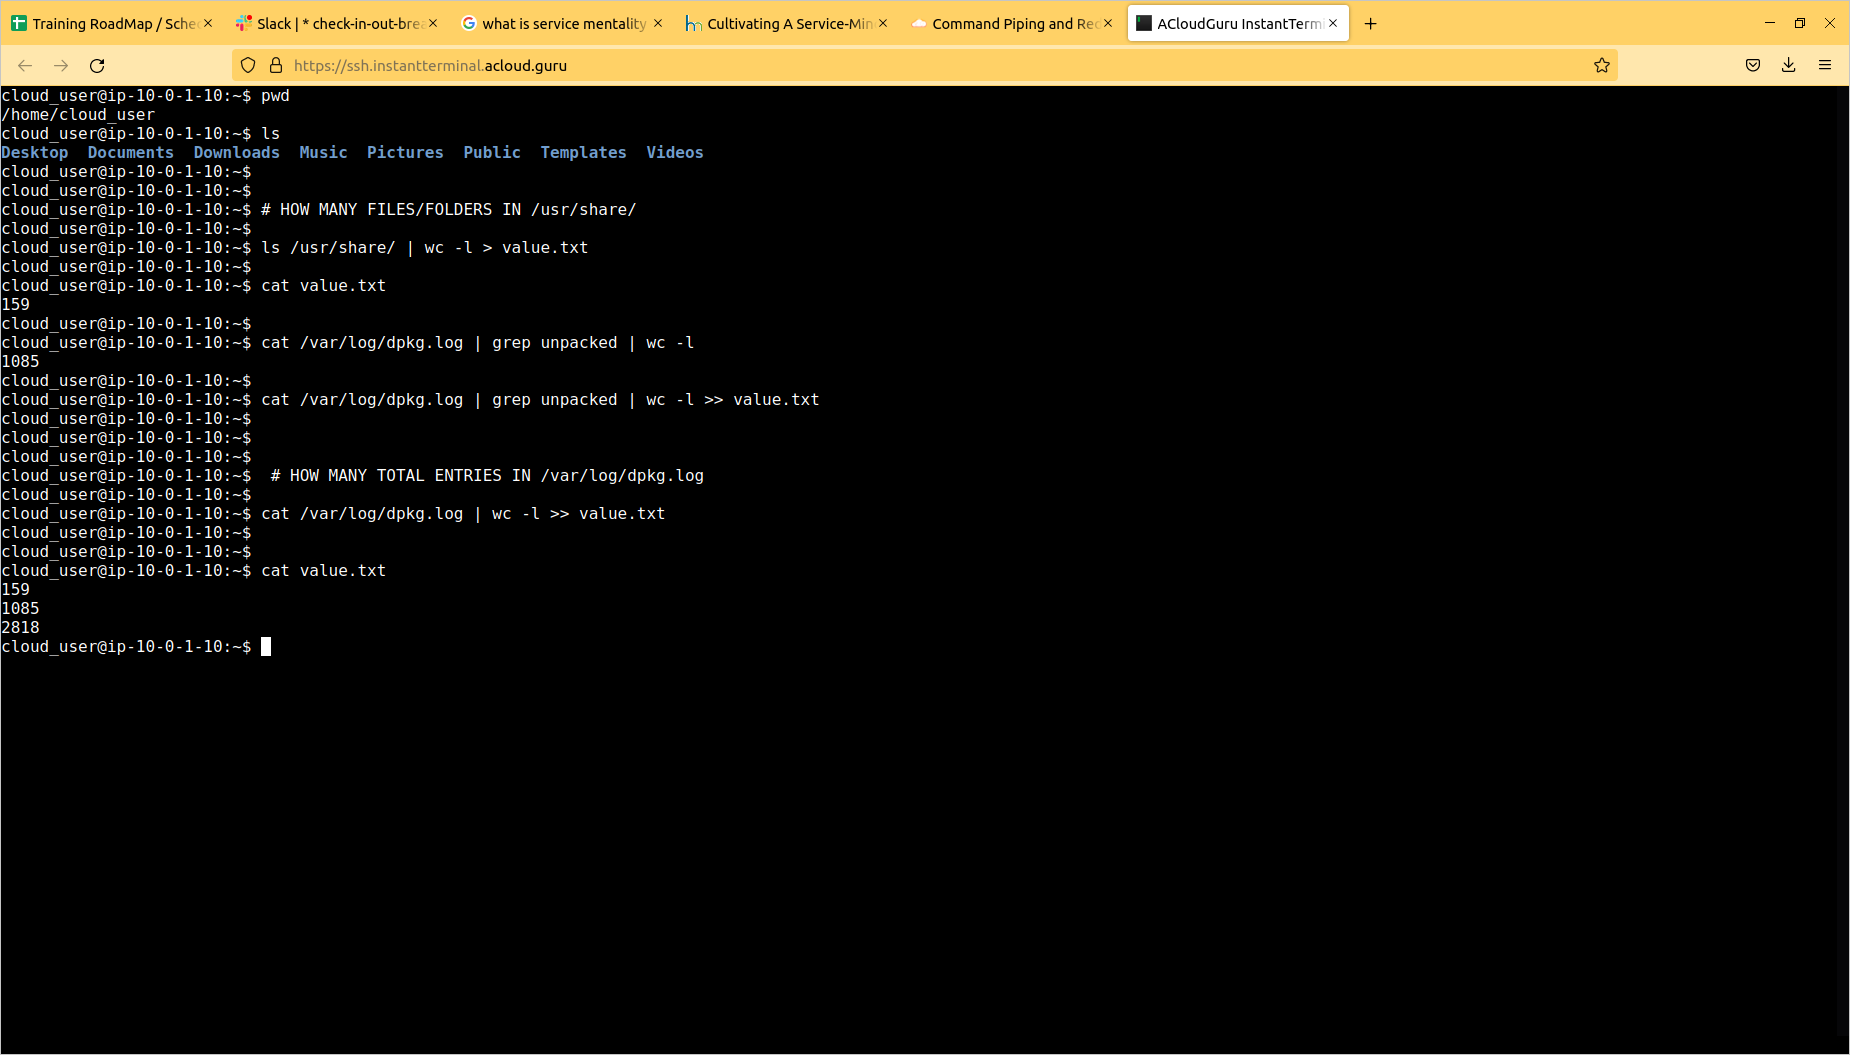 Training RoadMap / Sche
Slack | * check-in-out-brea
what is service mentality
Cultivating A Service-Min
Command Piping and Red
ACloudGuru InstantTermi
https://ssh.instantterminal.acloud.guru
cloud_user@ip-10-0-1-10:~$ pwd
/home/cloud_user
cloud_user@ip-10-0-1-10:~$ ls
Desktop Documents Downloads Music Pictures Public Templates Videos
cloud_user@ip-10-0-1-10:~$
cloud_user@ip-10-0-1-10:~$
cloud_user@ip-10-0-1-10:~$ # HOW MANY FILES/FOLDERS IN /usr/share/
cloud_user@ip-10-0-1-10:~$
cloud_user@ip-10-0-1-10:~$ ls /usr/share/ | wc -l > value.txt
cloud_user@ip-10-0-1-10:~$
cloud_user@ip-10-0-1-10:~$ cat value.txt
159
cloud_user@ip-10-0-1-10:~$
cloud_user@ip-10-0-1-10:~$ cat /var/log/dpkg.log | grep unpacked | wc -l
1085
cloud_user@ip-10-0-1-10:~$
cloud_user@ip-10-0-1-10:~$ cat /var/log/dpkg.log | grep unpacked | wc -l >> value.txt
cloud_user@ip-10-0-1-10:~$
cloud_user@ip-10-0-1-10:~$
cloud_user@ip-10-0-1-10:~$
cloud_user@ip-10-0-1-10:~$  # HOW MANY TOTAL ENTRIES IN /var/log/dpkg.log
cloud_user@ip-10-0-1-10:~$
cloud_user@ip-10-0-1-10:~$ cat /var/log/dpkg.log | wc -l >> value.txt
cloud_user@ip-10-0-1-10:~$
cloud_user@ip-10-0-1-10:~$
cloud_user@ip-10-0-1-10:~$ cat value.txt
159
1085
2818
cloud_user@ip-10-0-1-10:~$